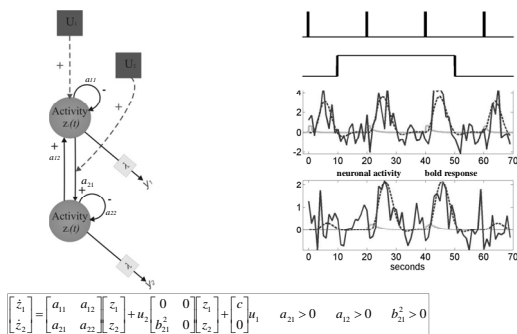 U₁
U₂
+
+
a11
-
Activity
z₁(t)
+
a12
a21
+
y₁
-
a22
Activity
z₂(t)
λ
y₂
4
2
0
-2
0 10 20 30 40 50 60 70
neuronal activity bold response
2
1
0
0 10 20 30 40 50 60 70
seconds
[ż₁ ż₂] = [a₁₁ a₁₂ a₂₁ a₂₂][z₁ z₂] + u₂[0 0 b²₂₁ 0][z₁ z₂] + [c 0]u₁ a₂₁ > 0 a₁₂ > 0 b²₂₁ > 0